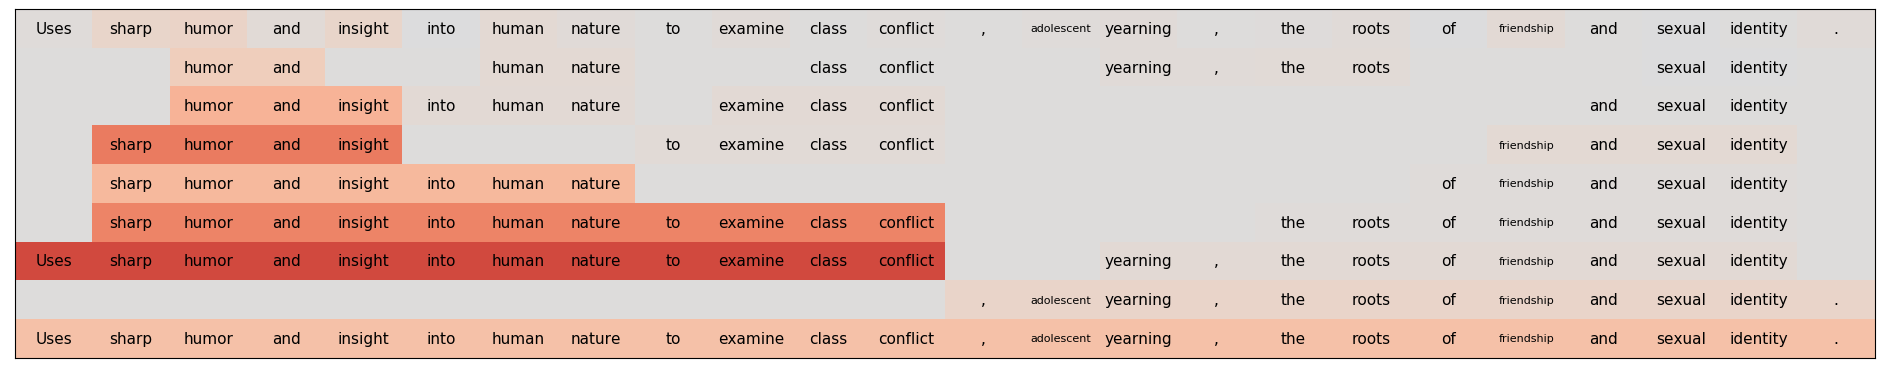 Uses sharp humor and insight into human nature to examine class conflict , adolescent yearning , the roots of friendship and sexual identity .
humor and human nature class conflict yearning , the roots sexual identity
humor and insight into human nature examine class conflict and sexual identity
sharp humor and insight to examine class conflict friendship and sexual identity
sharp humor and insight into human nature of friendship and sexual identity
sharp humor and insight into human nature to examine class conflict the roots of friendship and sexual identity
Uses sharp humor and insight into human nature to examine class conflict yearning , the roots of friendship and sexual identity
, adolescent yearning , the roots of friendship and sexual identity .
Uses sharp humor and insight into human nature to examine class conflict , adolescent yearning , the roots of friendship and sexual identity .